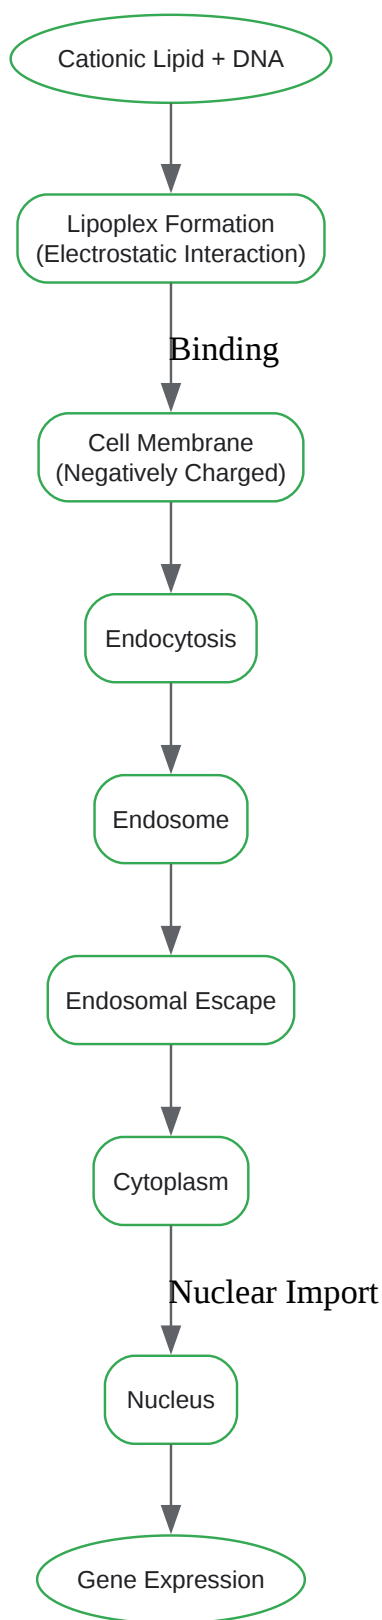 Cationic Lipid + DNA
Lipoplex Formation
(Electrostatic Interaction)
Binding
Cell Membrane
(Negatively Charged)
Endocytosis
Endosome
Endosomal Escape
Cytoplasm
Nuclear Import
Nucleus
Gene Expression